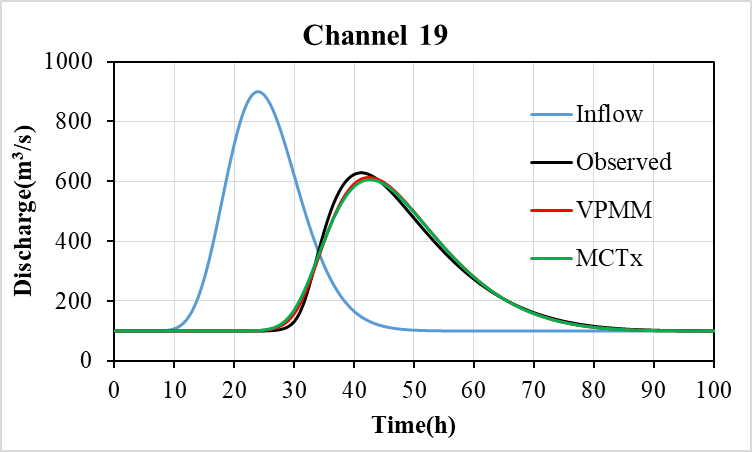 Channel 19
1000
800
600
400
200
0
Discharge(m³/s)
Inflow
Observed
VPMM
MCTx
0 10 20 30 40 50 60 70 80 90 100
Time(h)